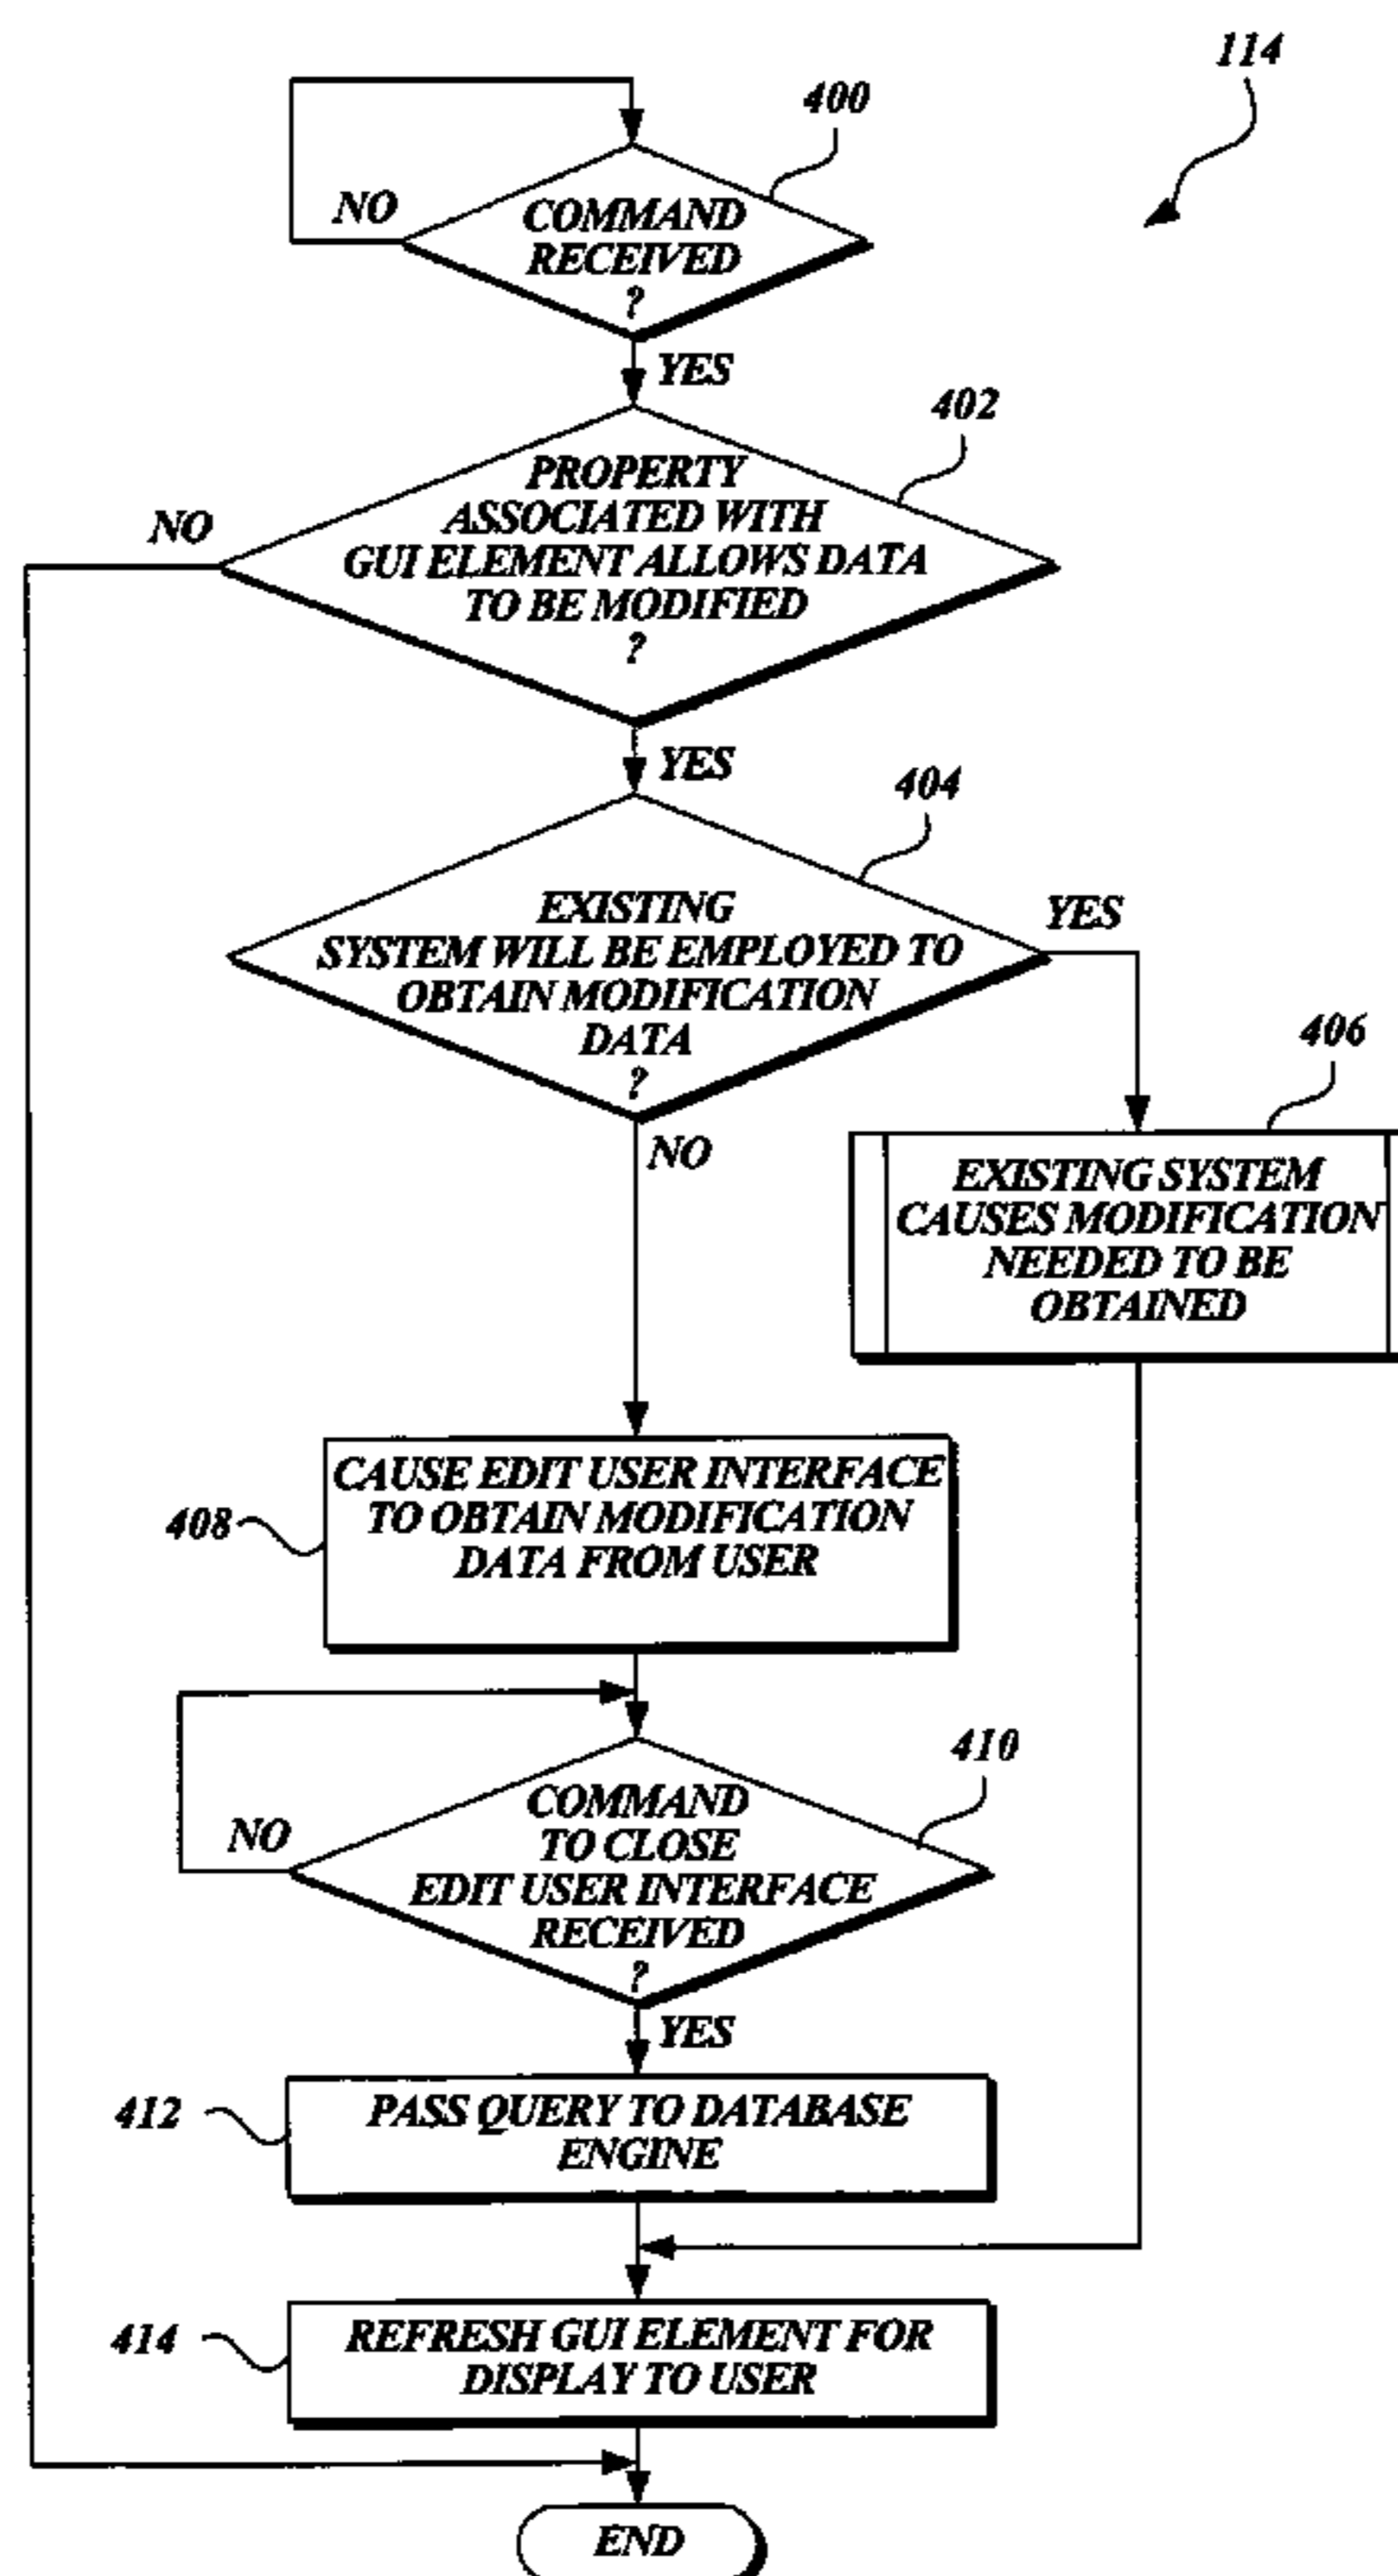 114
400
NO
COMMAND
RECEIVED
?
YES
402
NO
PROPERTY
ASSOCIATED WITH
GUI ELEMENT ALLOWS DATA
TO BE MODIFIED
?
YES
404
EXISTING
SYSTEM WILL BE EMPLOYED TO
OBTAIN MODIFICATION
DATA
?
YES
NO
406
EXISTING SYSTEM
CAUSES MODIFICATION
NEEDED TO BE
OBTAINED
408
CAUSE EDIT USER INTERFACE
TO OBTAIN MODIFICATION
DATA FROM USER
410
NO
COMMAND
TO CLOSE
EDIT USER INTERFACE
RECEIVED
?
YES
412
PASS QUERY TO DATABASE
ENGINE
414
REFRESH GUI ELEMENT FOR
DISPLAY TO USER
END